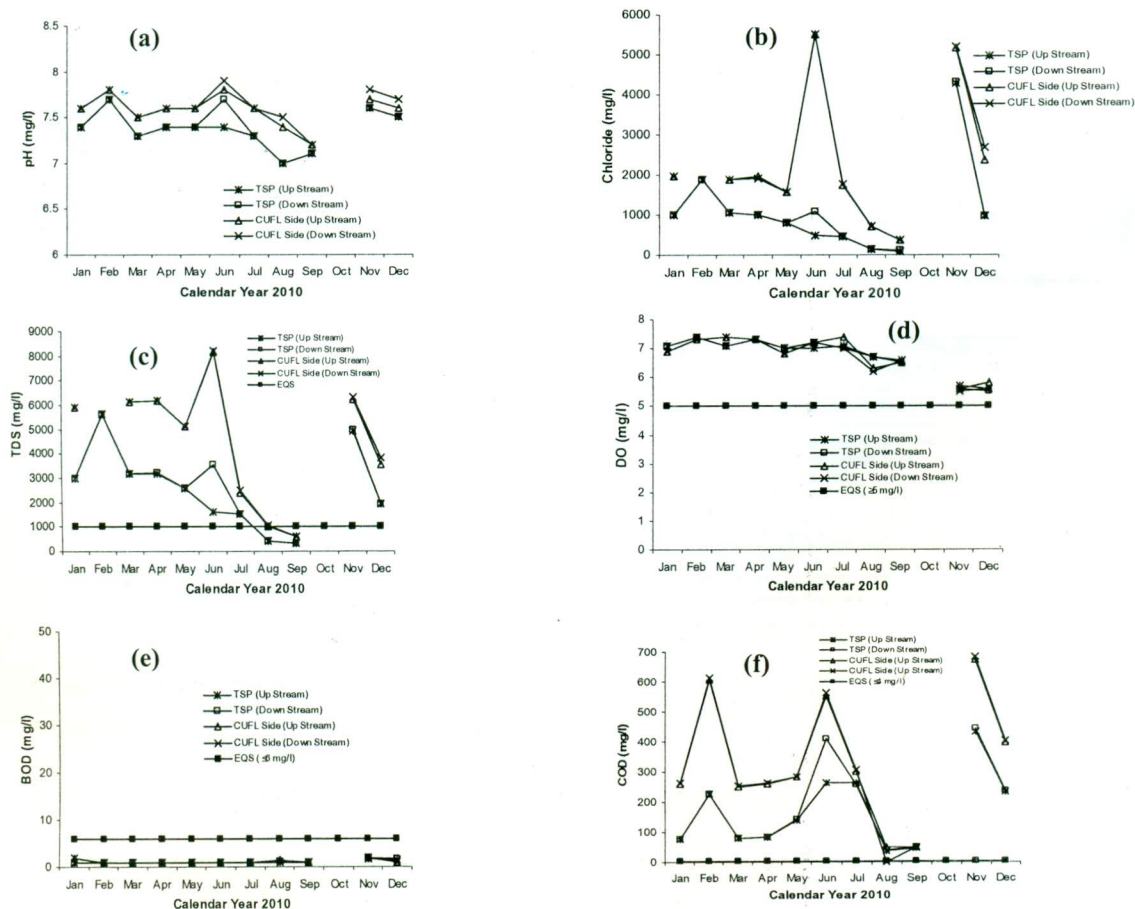 (a)
pH (mg/l)
8.5
8
7.5
7
6.5
6
TSP (Up Stream)
TSP (Down Stream)
CUFL Side (Up Stream)
CUFL Side (Down Stream)
Jan Feb Mar Apr May Jun Jul Aug Sep Oct Nov Dec
Calendar Year 2010
(b)
Chloride (mg/l)
6000
5000
4000
3000
2000
1000
0
TSP (Up Stream)
TSP (Down Stream)
CUFL Side (Up Stream)
CUFL Side (Down Stream)
Jan Feb Mar Apr May Jun Jul Aug Sep Oct Nov Dec
Calendar Year 2010
(c)
TDS (mg/l)
9000
8000
7000
6000
5000
4000
3000
2000
1000
0
TSP (Up Stream)
TSP (Down Stream)
CUFL Side (Up Stream)
CUFL Side (Down Stream)
EQS
Jan Feb Mar Apr May Jun Jul Aug Sep Oct Nov Dec
Calendar Year 2010
(d)
DO (mg/l)
8
7
6
5
4
3
2
1
0
TSP (Up Stream)
TSP (Down Stream)
CUFL Side (Up Stream)
CUFL Side (Down Stream)
EQS (≥5 mg/l)
Jan Feb Mar Apr May Jun Jul Aug Sep Oct Nov Dec
Calendar Year 2010
(e)
BOD (mg/l)
50
40
30
20
10
0
TSP (Up Stream)
TSP (Down Stream)
CUFL Side (Up Stream)
CUFL Side (Down Stream)
EQS (≤6 mg/l)
Jan Feb Mar Apr May Jun Jul Aug Sep Oct Nov Dec
Calendar Year 2010
(f)
COD (mg/l)
700
600
500
400
300
200
100
0
TSP (Up Stream)
TSP (Down Stream)
CUFL Side (Up Stream)
CUFL Side (Down Stream)
EQS (≤4 mg/l)
Jan Feb Mar Apr May Jun Jul Aug Sep Oct Nov Dec
Calendar Year 2010